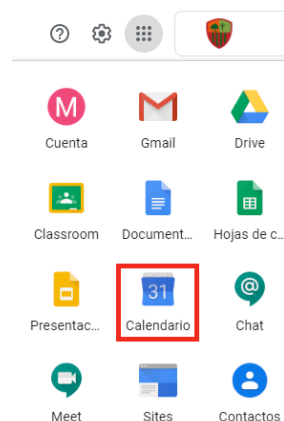 M
Cuenta Gmail Drive
Classroom Document... Hojas de c...
31
Presentac... Calendario Chat
Meet Sites Contactos